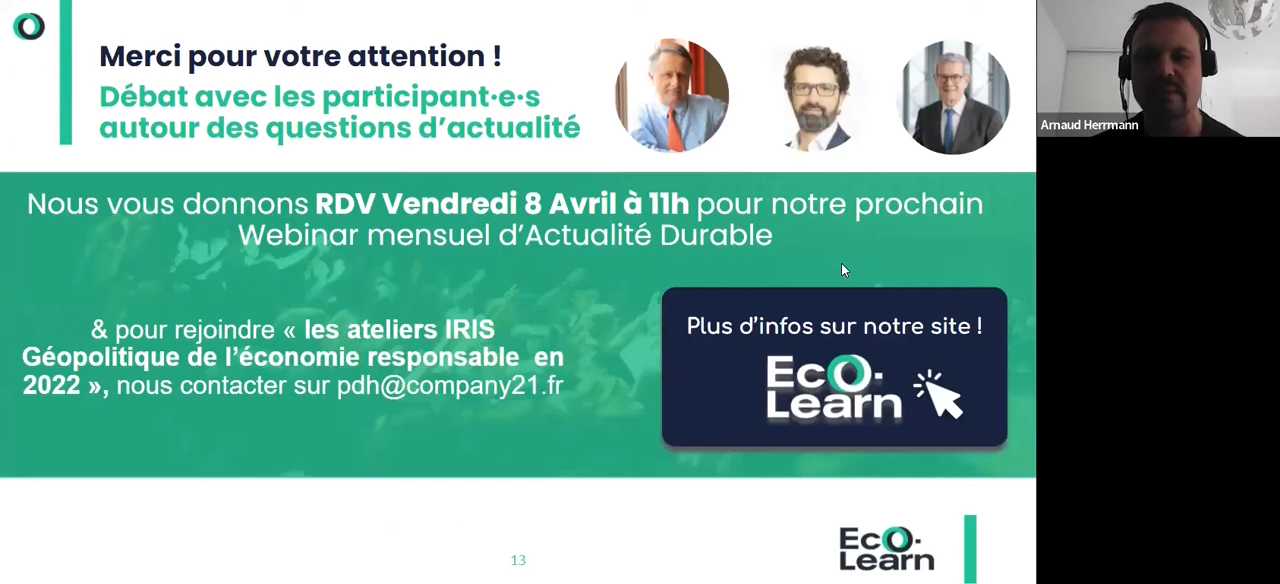 Merci pour votre attention !
Débat avec les participant·e·s
autour des questions d’actualité
Arnaud Herrmann
Nous vous donnons RDV Vendredi 8 Avril à 11h pour notre prochain
Webinar mensuel d’Actualité Durable
& pour rejoindre « les ateliers IRIS
Géopolitique de l’économie responsable en
2022 », nous contacter sur pdh@company21.fr
Plus d’infos sur notre site !
EcO·
Learn
13
EcO·
Learn